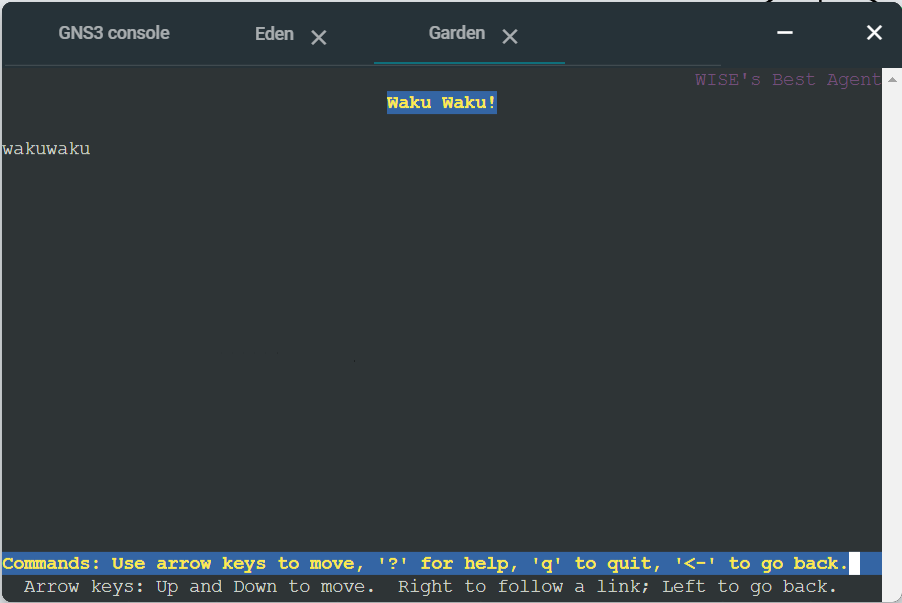 GNS3 console Eden Garden
WISE's Best Agent
Waku Waku!
wakuwaku
Commands: Use arrow keys to move, '?' for help, 'q' to quit, '<-' to go back.
Arrow keys: Up and Down to move.  Right to follow a link; Left to go back.